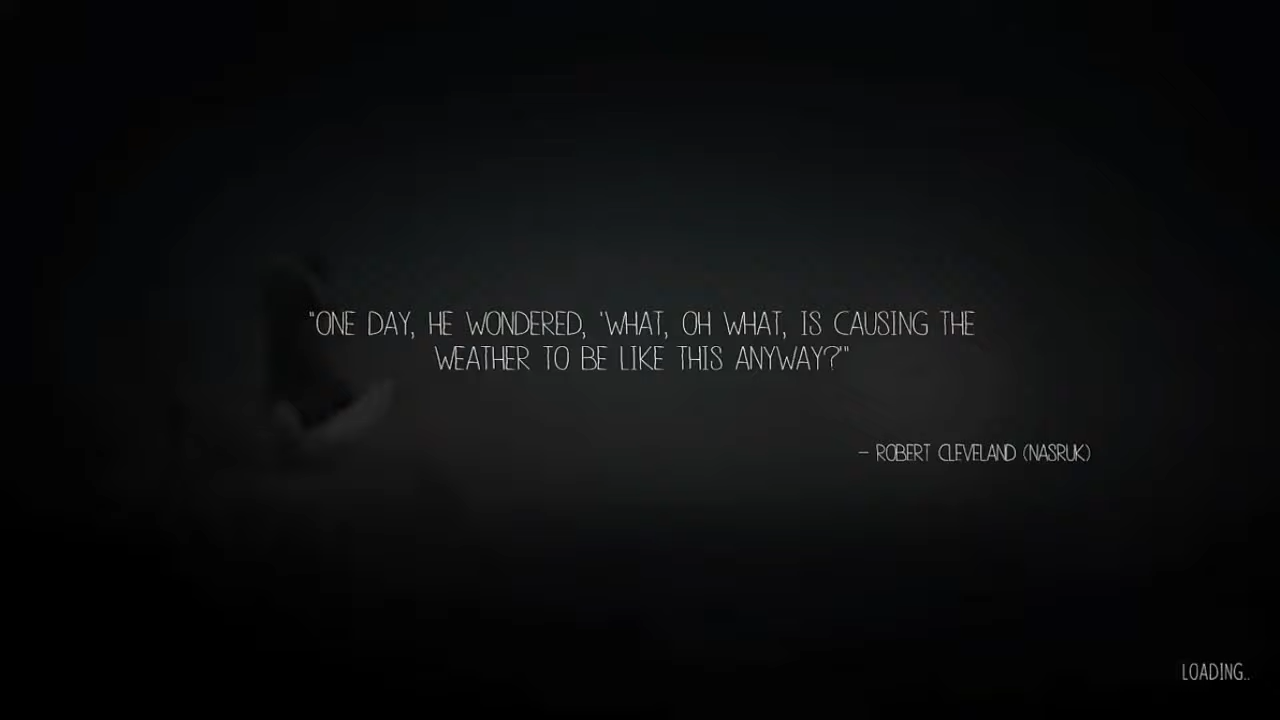 "ONE DAY, HE WONDERED, 'WHAT, OH WHAT, IS CAUSING THE
WEATHER TO BE LIKE THIS ANYWAY?'"
- ROBERT CLEVELAND (NASRUK)
LOADING..